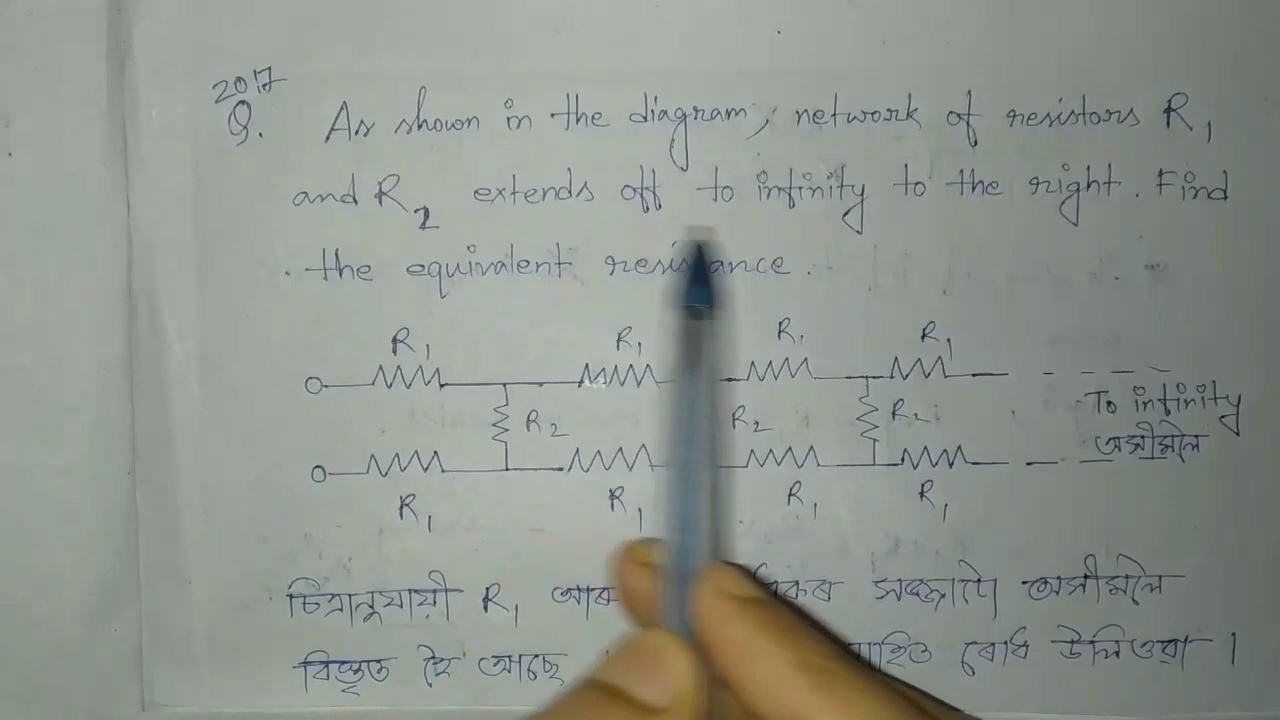 2017
Q. As shown in the diagram, network of resistors R1
and R2 extends off to infinity to the right. Find
the equivalent resistance.
R1 R1 R1 R1
R2 R2 R2
To infinity
অসীমলৈ
R1 R1 R1 R1
চিত্ৰানুযায়ী R1 আৰু সজ্জাটো অসীমলৈ
বিস্তৃত হৈ আছে । ৰোধ উলিওৱা ।